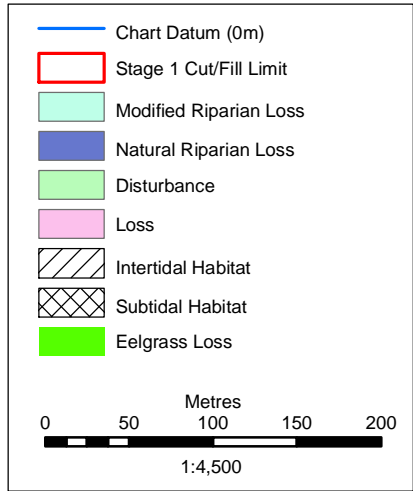 Chart Datum (0m)
Stage 1 Cut/Fill Limit
Modified Riparian Loss
Natural Riparian Loss
Disturbance
Loss
Intertidal Habitat
Subtidal Habitat
Eelgrass Loss
Metres
0 50 100 150 200
1:4,500